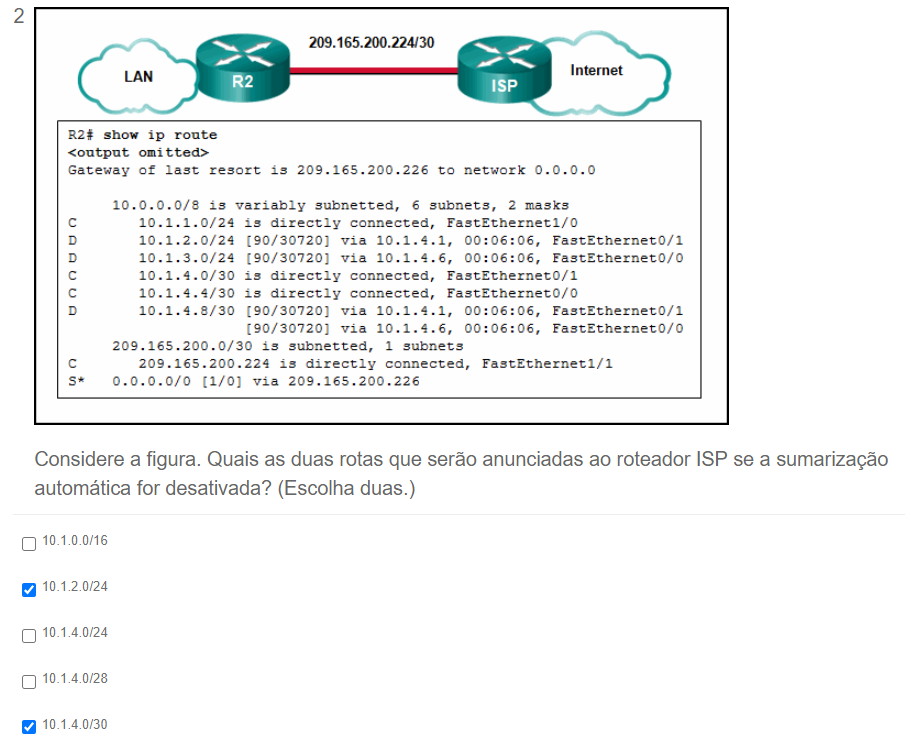 2
209.165.200.224/30
LAN
R2
ISP
Internet
R2# show ip route
<output omitted>
Gateway of last resort is 209.165.200.226 to network 0.0.0.0
10.0.0.0/8 is variably subnetted, 6 subnets, 2 masks
C 10.1.1.0/24 is directly connected, FastEthernet1/0
D 10.1.2.0/24 [90/30720] via 10.1.4.1, 00:06:06, FastEthernet0/1
D 10.1.3.0/24 [90/30720] via 10.1.4.6, 00:06:06, FastEthernet0/0
C 10.1.4.0/30 is directly connected, FastEthernet0/1
C 10.1.4.4/30 is directly connected, FastEthernet0/0
D 10.1.4.8/30 [90/30720] via 10.1.4.1, 00:06:06, FastEthernet0/1
[90/30720] via 10.1.4.6, 00:06:06, FastEthernet0/0
209.165.200.0/30 is subnetted, 1 subnets
C 209.165.200.224 is directly connected, FastEthernet1/1
S* 0.0.0.0/0 [1/0] via 209.165.200.226
Considere a figura. Quais as duas rotas que serão anunciadas ao roteador ISP se a sumarização
automática for desativada? (Escolha duas.)
10.1.0.0/16
10.1.2.0/24
10.1.4.0/24
10.1.4.0/28
10.1.4.0/30